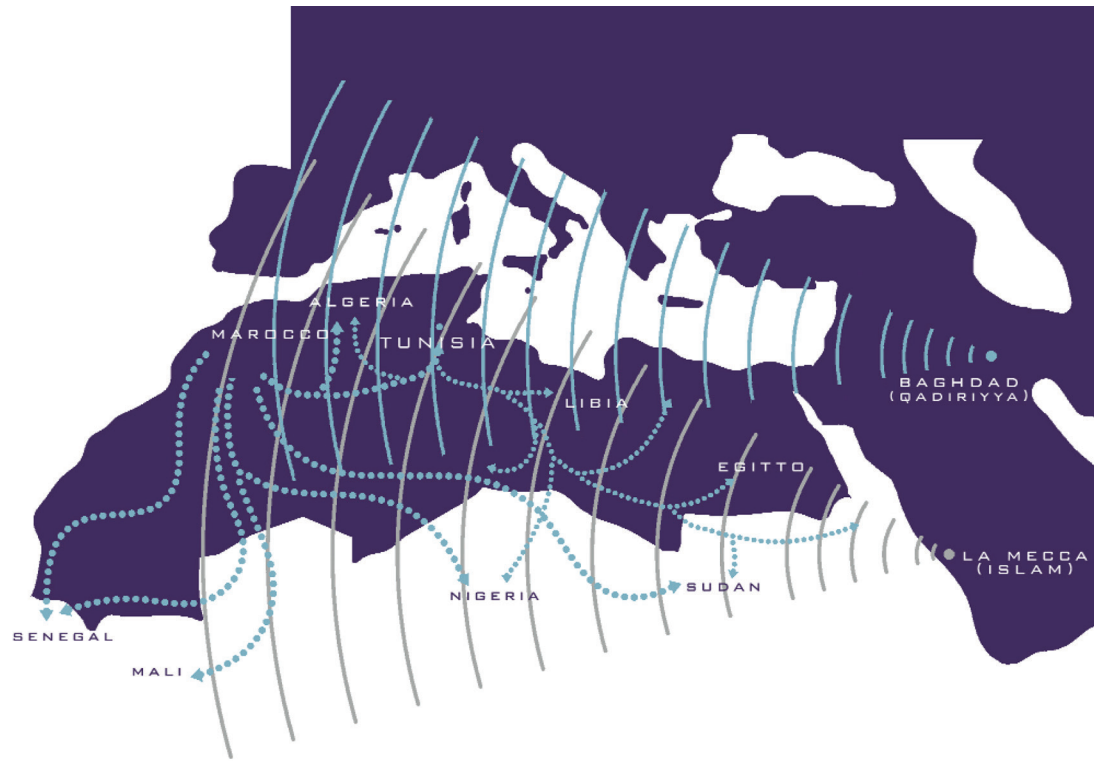 ALGERIA
MAROCCO
TUNISIA
BAGHDAD
(QADIRIYYA)
LIBIA
EGITTO
LA MECCA
(ISLAM)
SUDAN
NIGERIA
SENEGAL
MALI